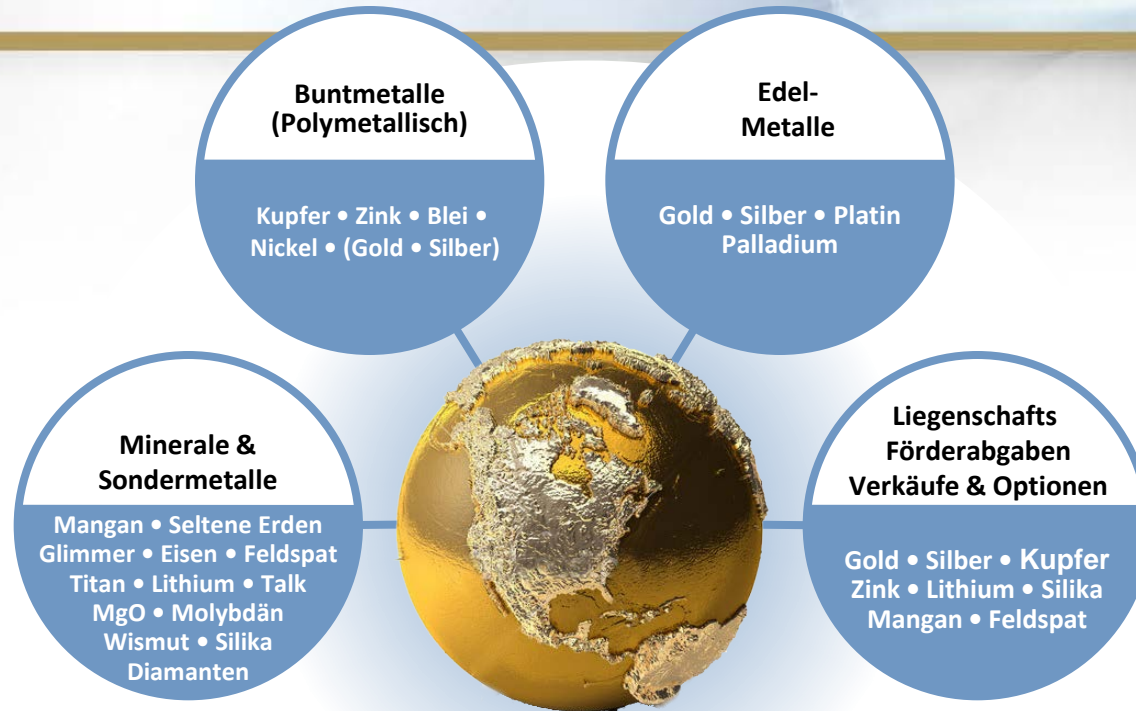 Buntmetalle
(Polymetallisch)
Kupfer • Zink • Blei •
Nickel • (Gold • Silber)
Edel-
Metalle
Gold • Silber • Platin
Palladium
Minerale &
Sondermetalle
Mangan • Seltene Erden
Glimmer • Eisen • Feldspat
Titan • Lithium • Talk
MgO • Molybdän
Wismut • Silika
Diamanten
Liegenschafts
Förderabgaben
Verkäufe & Optionen
Gold • Silber • Kupfer
Zink • Lithium • Silika
Mangan • Feldspat